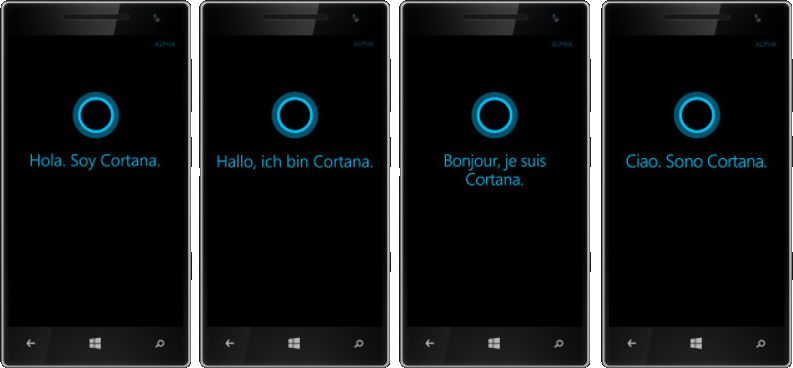 ALPHA
Hola. Soy Cortana.
ALPHA
Hallo, ich bin Cortana.
ALPHA
Bonjour, je suis
Cortana.
ALPHA
Ciao. Sono Cortana.